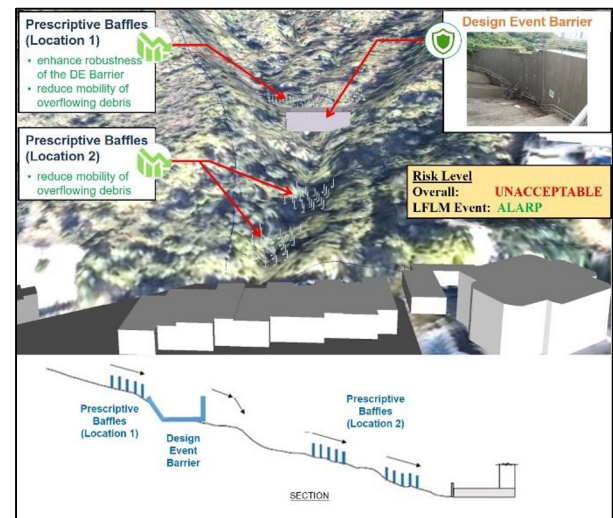 Prescriptive Baffles
(Location 1)
• enhance robustness
of the DE Barrier
• reduce mobility of
overflowing debris
Design Event Barrier
Prescriptive Baffles
(Location 2)
• reduce mobility of
overflowing debris
Risk Level
Overall: UNACCEPTABLE
LFLM Event: ALARP
Prescriptive
Baffles
(Location 1)
Design
Event
Barrier
Prescriptive
Baffles
(Location 2)
SECTION